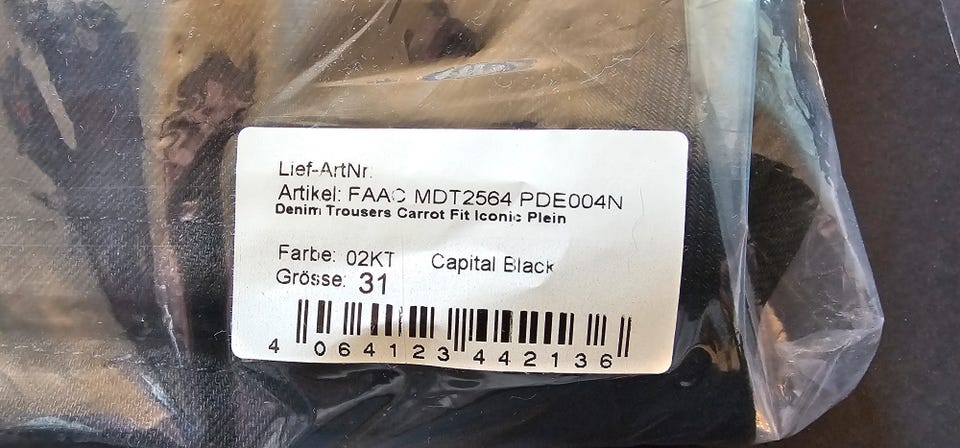 Lief-ArtNr:
Artikel: FAAC MDT2564 PDE004N
Denim Trousers Carrot Fit Iconic Plein
Farbe: 02KT Capital Black
Grösse: 31
4 064123 442136